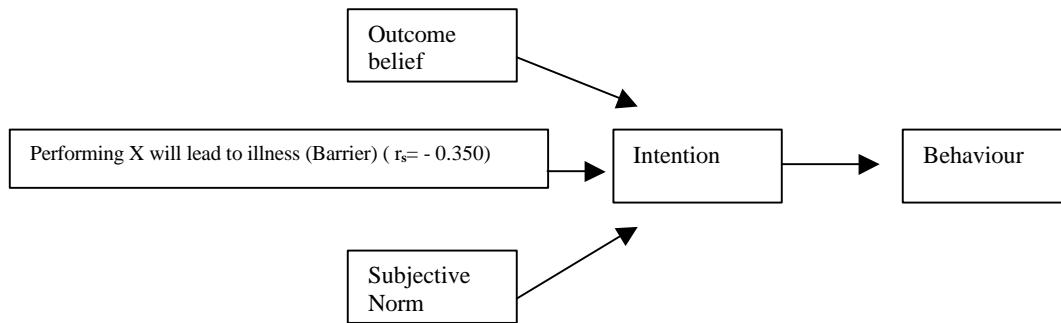 Outcome
belief
Performing X will lead to illness (Barrier) ( rs= - 0.350)
Intention
Behaviour
Subjective
Norm